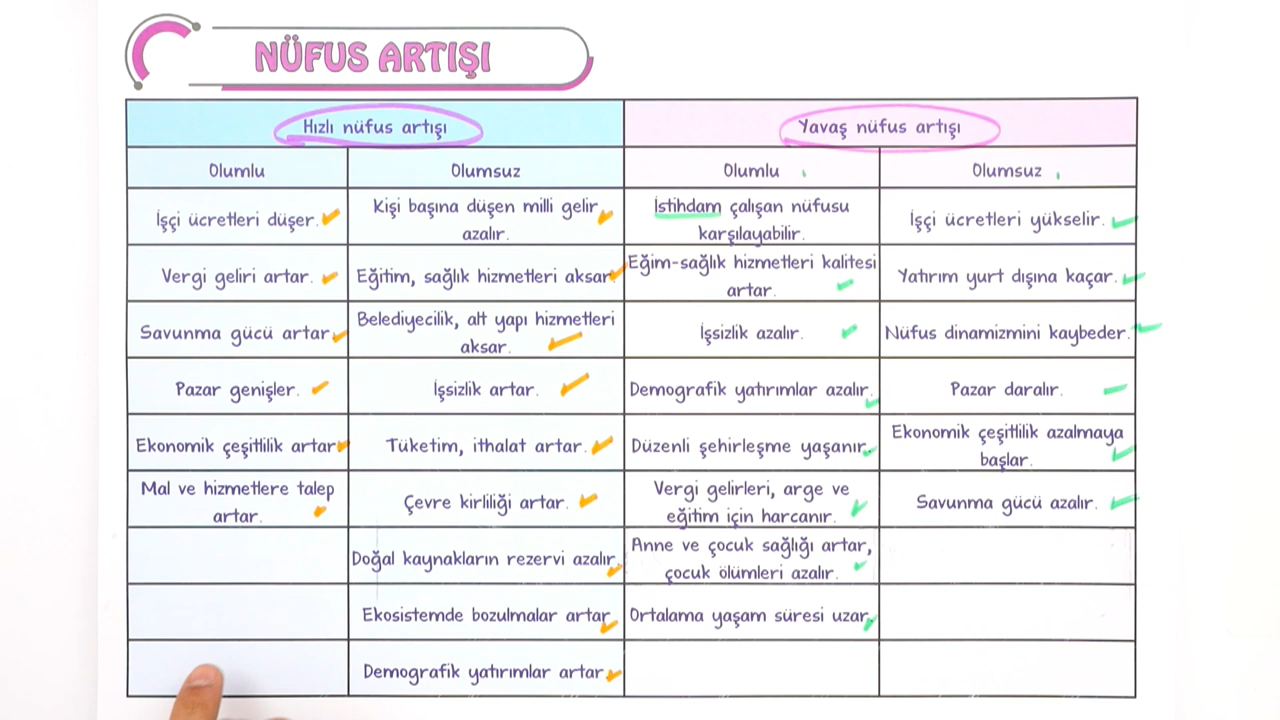 NÜFUS ARTIŞI
Hızlı nüfus artışı
Yavaş nüfus artışı
Olumlu
Olumsuz
Olumlu
Olumsuz
İşçi ücretleri düşer.
Kişi başına düşen milli gelir
azalır.
İstihdam çalışan nüfusu
karşılayabilir.
İşçi ücretleri yükselir.
Vergi geliri artar.
Eğitim, sağlık hizmetleri aksar
Eğim-sağlık hizmetleri kalitesi
artar.
Yatırım yurt dışına kaçar.
Savunma gücü artar
Belediyecilik, alt yapı hizmetleri
aksar.
İşsizlik azalır.
Nüfus dinamizmini kaybeder.
Pazar genişler.
İşsizlik artar.
Demografik yatırımlar azalır.
Pazar daralır.
Ekonomik çeşitlilik artar
Tüketim, ithalat artar.
Düzenli şehirleşme yaşanır.
Ekonomik çeşitlilik azalmaya
başlar.
Mal ve hizmetlere talep
artar.
Çevre kirliliği artar.
Vergi gelirleri, arge ve
eğitim için harcanır.
Savunma gücü azalır.
Doğal kaynakların rezervi azalır.
Anne ve çocuk sağlığı artar,
çocuk ölümleri azalır.
Ekosistemde bozulmalar artar
Ortalama yaşam süresi uzar.
Demografik yatırımlar artar